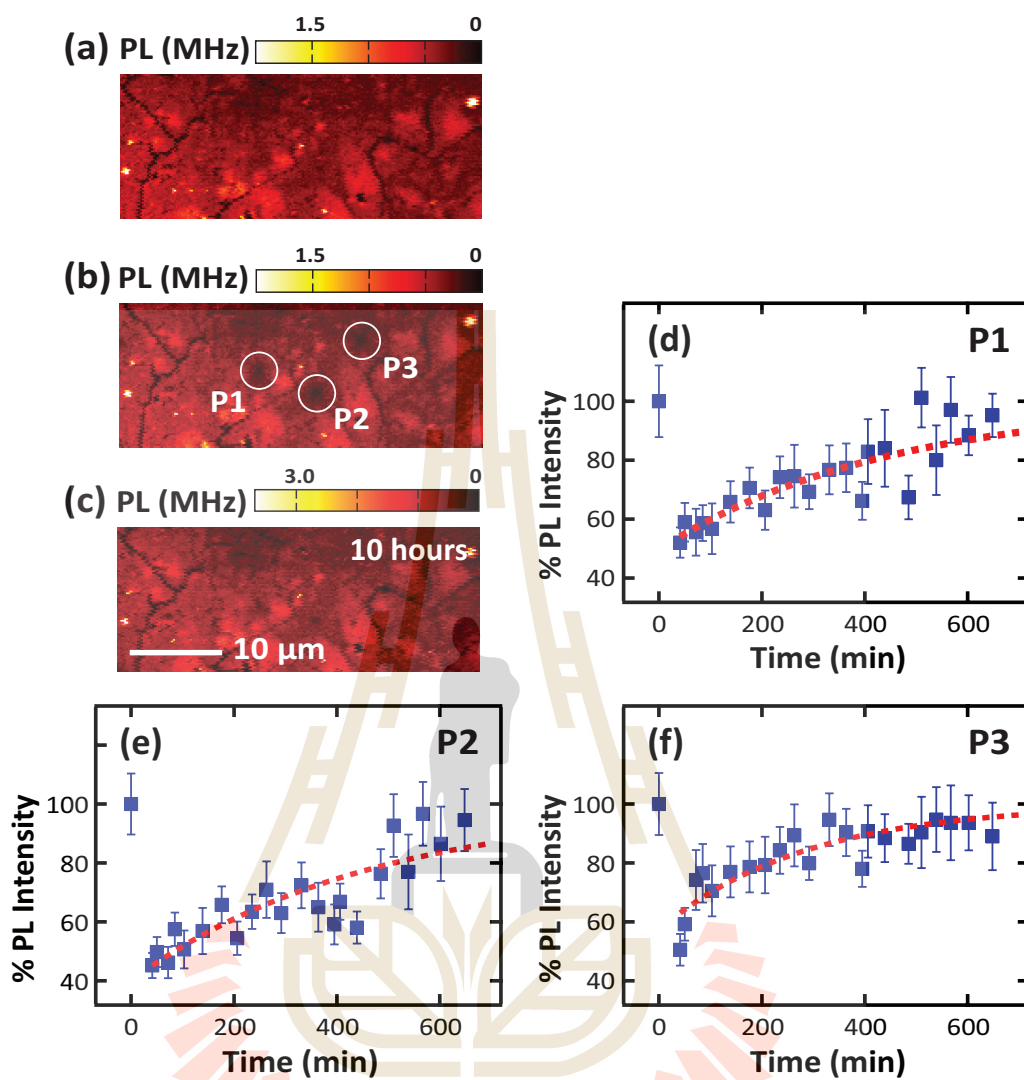 (a) PL (MHz) 1.5 0
(b) PL (MHz) 1.5 0
P1 P2 P3
(c) PL (MHz) 3.0 0
10 hours
10 μm
(d) P1
% PL Intensity
100
80
60
40
0 200 400 600
Time (min)
(e) P2
% PL Intensity
100
80
60
40
0 200 400 600
Time (min)
(f) P3
% PL Intensity
100
80
60
40
0 200 400 600
Time (min)